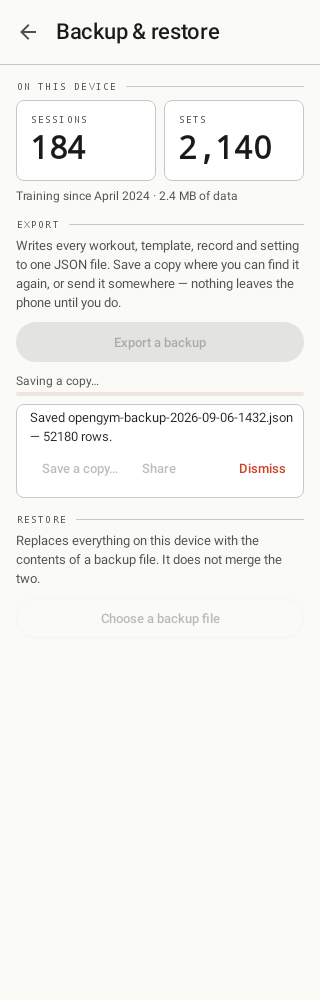 Backup & restore
ON THIS DEVICE
SESSIONS
184
SETS
2,140
Training since April 2024 · 2.4 MB of data
EXPORT
Writes every workout, template, record and setting
to one JSON file. Save a copy where you can find it
again, or send it somewhere — nothing leaves the
phone until you do.
Export a backup
Saving a copy…
Saved opengym-backup-2026-09-06-1432.json
— 52180 rows.
Save a copy…
Share
Dismiss
RESTORE
Replaces everything on this device with the
contents of a backup file. It does not merge the
two.
Choose a backup file